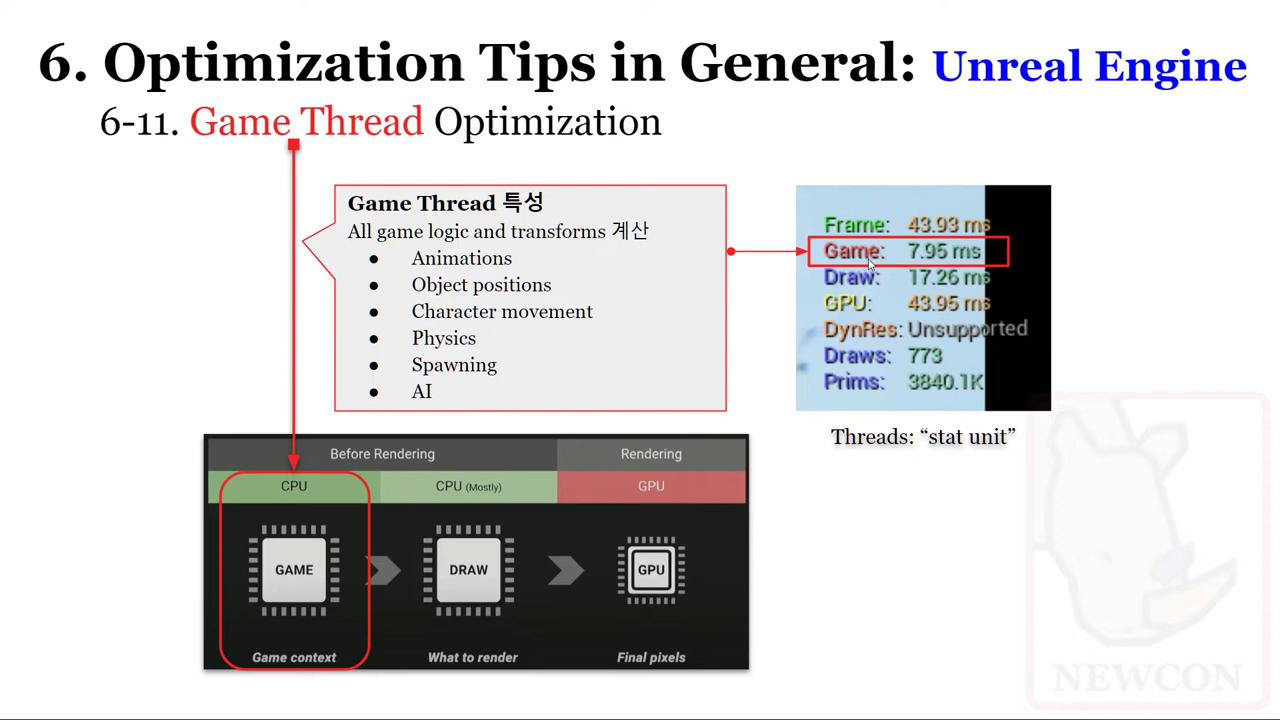 6. Optimization Tips in General: Unreal Engine
6-11. Game Thread Optimization
Game Thread 특성
All game logic and transforms 계산
● Animations
● Object positions
● Character movement
● Physics
● Spawning
● AI
Frame: 43.93 ms
Game: 7.95 ms
Draw: 17.26 ms
GPU: 43.95 ms
DynRes: Unsupported
Draws: 773
Prims: 3840.1K
Threads: “stat unit”
Before Rendering
Rendering
CPU
CPU (Mostly)
GPU
GAME
DRAW
GPU
Game context
What to render
Final pixels
NEWCON